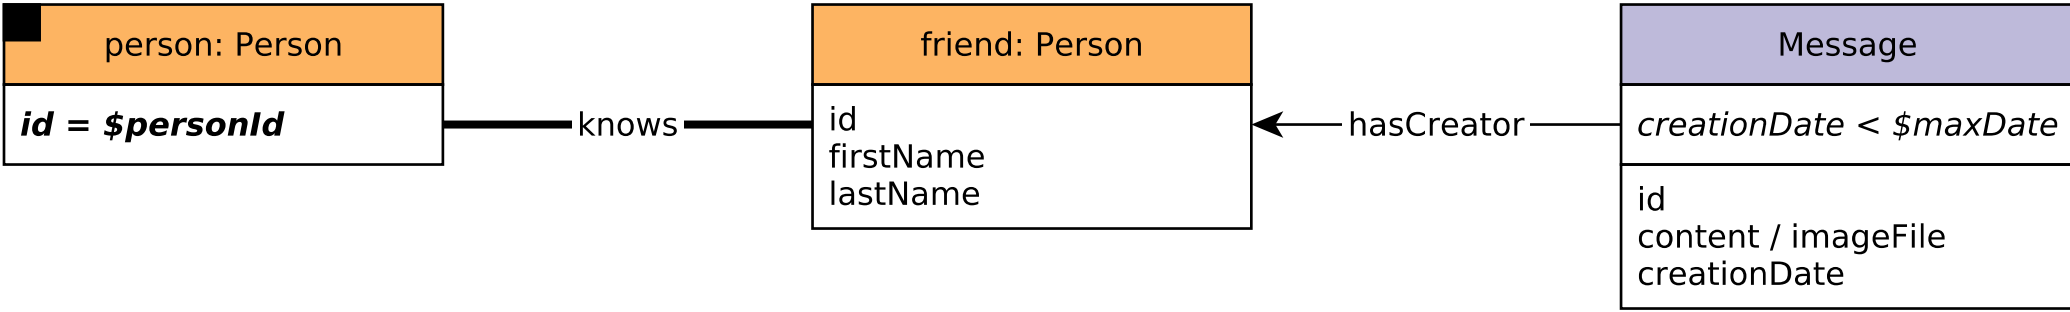 person: Person
id = $personId
knows
friend: Person
id
firstName
lastName
hasCreator
Message
creationDate < $maxDate
id
content / imageFile
creationDate